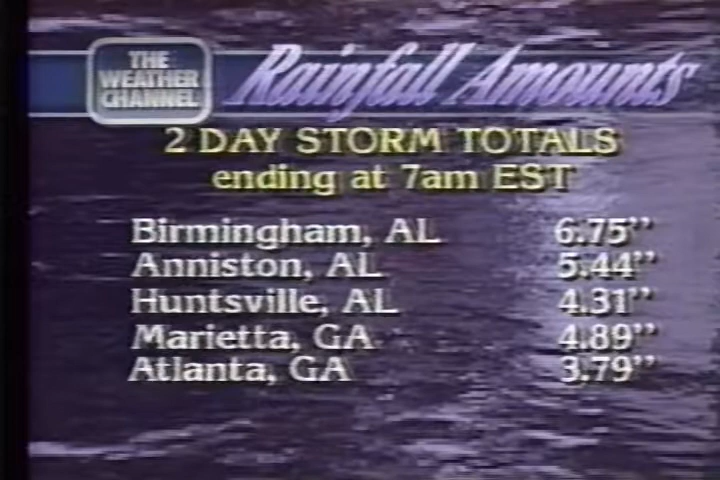 THE
WEATHER
CHANNEL
Rainfall Amounts
2 DAY STORM TOTALS
ending at 7am EST
Birmingham, AL 6.75"
Anniston, AL 5.44"
Huntsville, AL 4.31"
Marietta, GA 4.89"
Atlanta, GA 3.79"